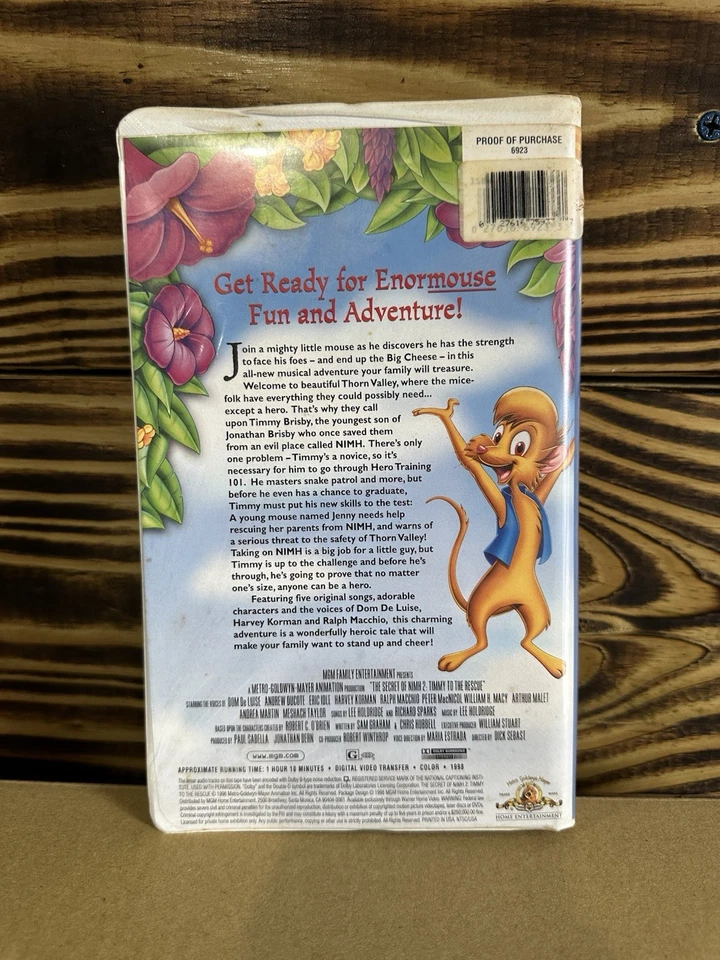 PROOF OF PURCHASE
6923
Get Ready for Enormouse
Fun and Adventure!
Join a mighty little mouse as he discovers he has the strength
to face his foes – and end up the Big Cheese – in this
all-new musical adventure your family will treasure.
Welcome to beautiful Thorn Valley, where the mice-
folk have everything they could possibly need...
except a hero. That's why they call
upon Timmy Brisby, the youngest son of
Jonathan Brisby who once saved them
from an evil place called NIMH. There's only
one problem – Timmy's a novice, so it's
necessary for him to go through Hero Training
101. He masters snake patrol and more, but
before he even has a chance to graduate,
Timmy must put his new skills to the test:
A young mouse named Jenny needs help
rescuing her parents from NIMH, and warns of
a serious threat to the safety of Thorn Valley!
Taking on NIMH is a big job for a little guy, but
Timmy is up to the challenge and before he's
through, he's going to prove that no matter
one's size, anyone can be a hero.
Featuring five original songs, adorable
characters and the voices of Dom De Luise,
Harvey Korman and Ralph Macchio, this charming
adventure is a wonderfully heroic tale that will
make your family want to stand up and cheer!
MGM FAMILY ENTERTAINMENT PRESENTS
A METRO-GOLDWYN-MAYER ANIMATION PRODUCTION "THE SECRET OF NIMH 2: TIMMY TO THE RESCUE"
STARRING THE VOICES OF DOM De LUISE ANDREW DUCOTE ERIC IDLE HARVEY KORMAN RALPH MACCHIO PETER MacNICOL WILLIAM H. MACY ARTHUR MALET
ANDREA MARTIN MESHACH TAYLOR SONGS BY LEE HOLDRIDGE AND RICHARD SPARKS MUSIC BY LEE HOLDRIDGE
BASED UPON THE CHARACTERS CREATED BY ROBERT C. O'BRIEN WRITTEN BY SAM GRAHAM & CHRIS HUBBELL EXECUTIVE PRODUCER WILLIAM STUART
PRODUCED BY PAUL SABELLA JONATHAN DERN CO-PRODUCER ROBERT WINTHROP VOICE DIRECTION BY MARIA ESTRADA DIRECTED BY DICK SEBAST
www.mgm.com
G
DOLBY SURROUND
APPROXIMATE RUNNING TIME: 1 HOUR 10 MINUTES • DIGITAL VIDEO TRANSFER • COLOR • 1998
Metro Goldwyn Mayer
TRADE MARK
HOME ENTERTAINMENT